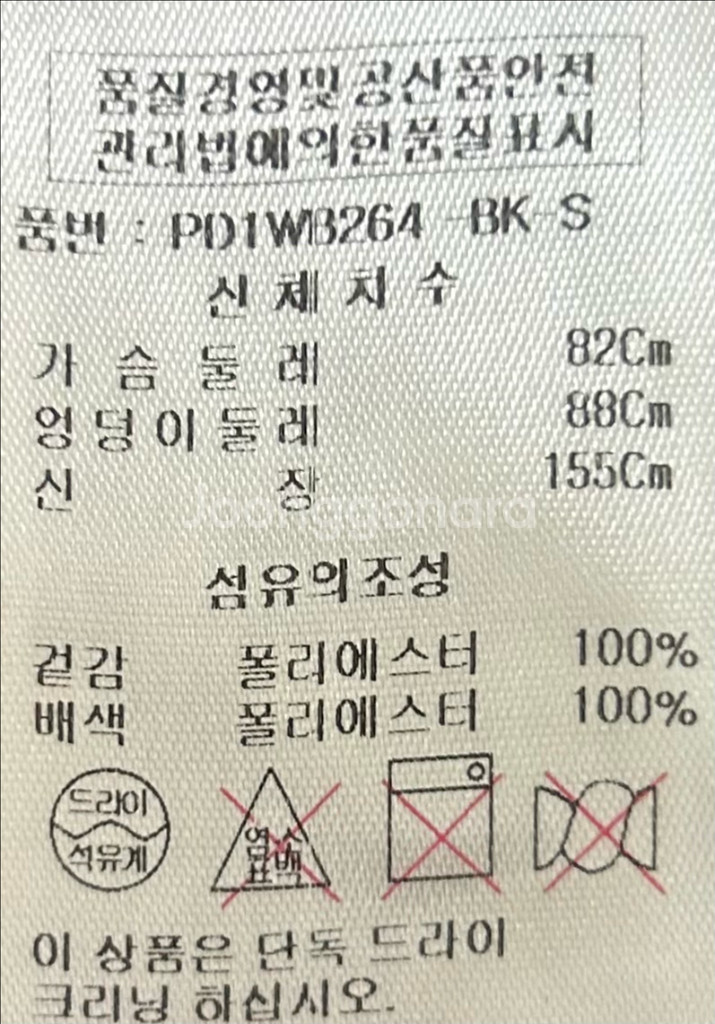 품질경영및공산품안전
관리법에의한품질표시
품번 : PD1WB264 -BK-S
신체치수
가슴둘레 82Cm
엉덩이둘레 88Cm
신장 155Cm
Joonggonara
섬유의조성
겉감 폴리에스터 100%
배색 폴리에스터 100%
드라이
석유계
염소
표백
이 상품은 단독 드라이
크리닝 하십시오.